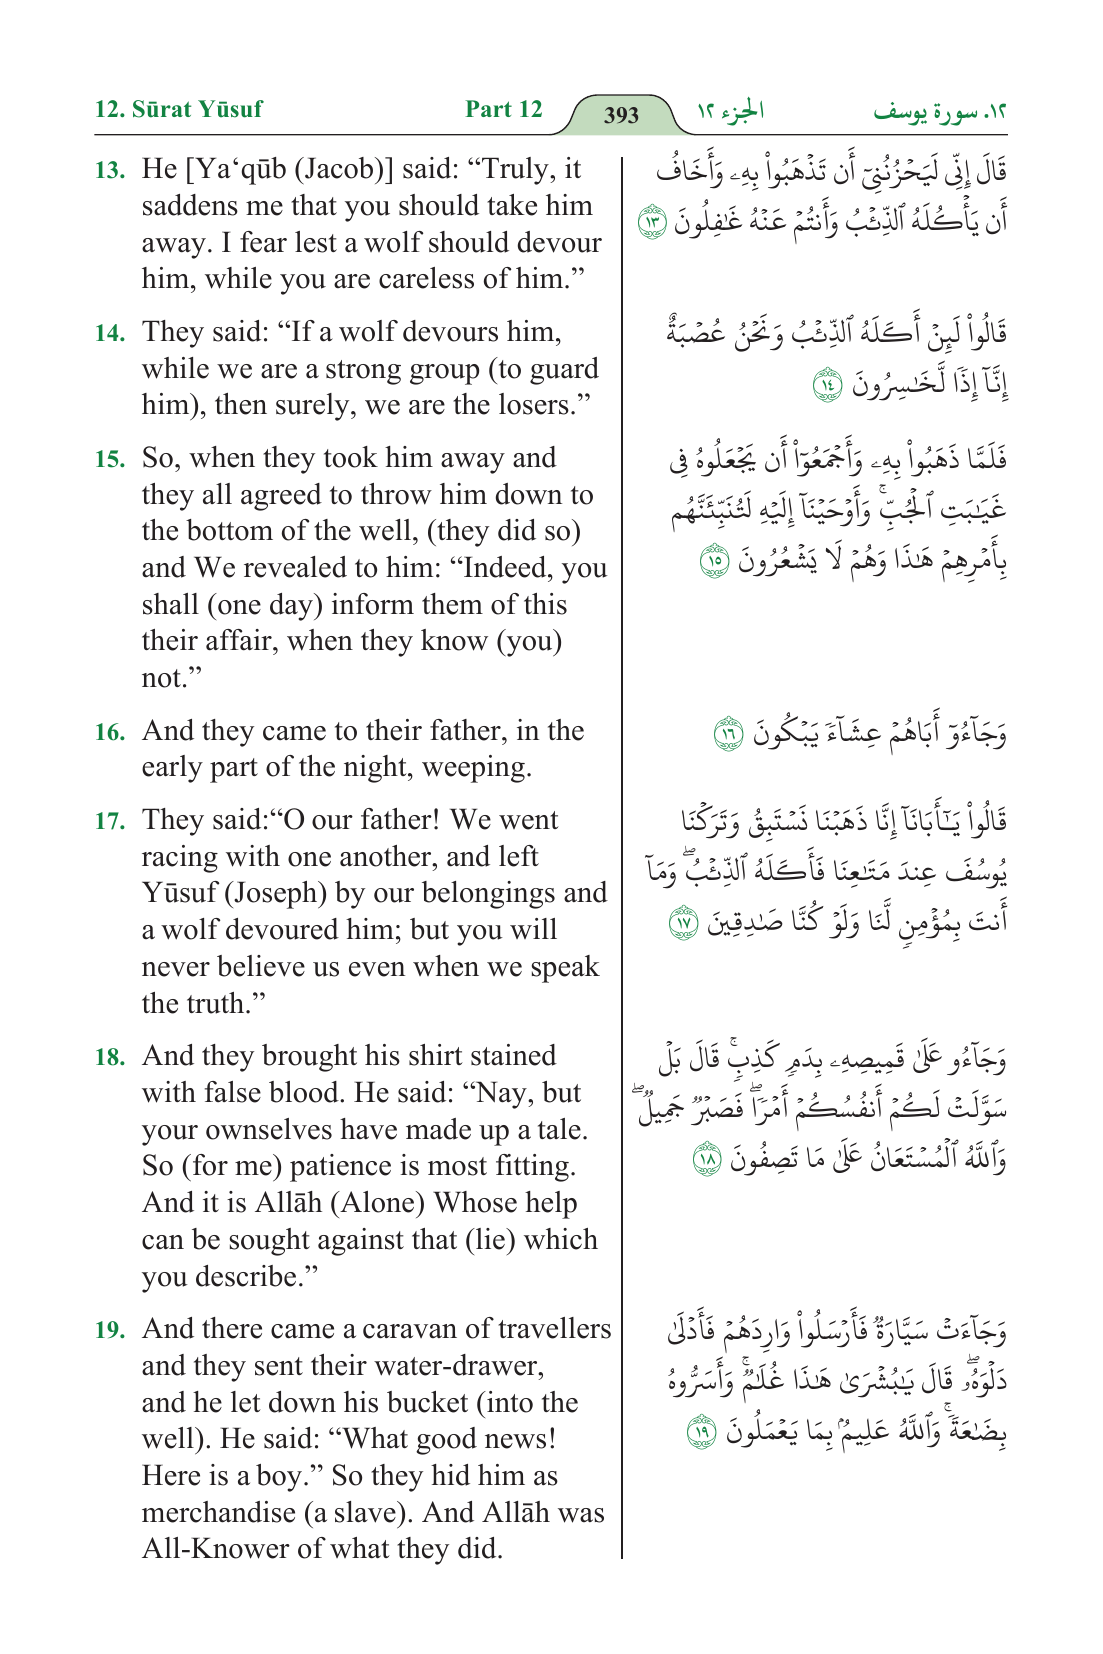 12. Sūrat Yūsuf
Part 12
393
الجزء ١٢
١٢. سورة يوسف
13. He [Ya‘qūb (Jacob)] said: “Truly, it
saddens me that you should take him
away. I fear lest a wolf should devour
him, while you are careless of him.”
14. They said: “If a wolf devours him,
while we are a strong group (to guard
him), then surely, we are the losers.”
15. So, when they took him away and
they all agreed to throw him down to
the bottom of the well, (they did so)
and We revealed to him: “Indeed, you
shall (one day) inform them of this
their affair, when they know (you)
not.”
16. And they came to their father, in the
early part of the night, weeping.
17. They said:“O our father! We went
racing with one another, and left
Yūsuf (Joseph) by our belongings and
a wolf devoured him; but you will
never believe us even when we speak
the truth.”
18. And they brought his shirt stained
with false blood. He said: “Nay, but
your ownselves have made up a tale.
So (for me) patience is most fitting.
And it is Allāh (Alone) Whose help
can be sought against that (lie) which
you describe.”
19. And there came a caravan of travellers
and they sent their water-drawer,
and he let down his bucket (into the
well). He said: “What good news!
Here is a boy.” So they hid him as
merchandise (a slave). And Allāh was
All-Knower of what they did.
قَالَ إِنِّي لَيَحۡزُنُنِيٓ أَن تَذۡهَبُواْ بِهِۦ وَأَخَافُ
أَن يَأۡكُلَهُ ٱلذِّئۡبُ وَأَنتُمۡ عَنۡهُ غَٰفِلُونَ ١٣
قَالُواْ لَئِنۡ أَكَلَهُ ٱلذِّئۡبُ وَنَحۡنُ عُصۡبَةٌ
إِنَّآ إِذٗا لَّخَٰسِرُونَ ١٤
فَلَمَّا ذَهَبُواْ بِهِۦ وَأَجۡمَعُوٓاْ أَن يَجۡعَلُوهُ فِي
غَيَٰبَتِ ٱلۡجُبِّۚ وَأَوۡحَيۡنَآ إِلَيۡهِ لَتُنَبِّئَنَّهُم
بِأَمۡرِهِمۡ هَٰذَا وَهُمۡ لَا يَشۡعُرُونَ ١٥
وَجَآءُوٓ أَبَاهُمۡ عِشَآءٗ يَبۡكُونَ ١٦
قَالُواْ يَٰٓأَبَانَآ إِنَّا ذَهَبۡنَا نَسۡتَبِقُ وَتَرَكۡنَا
يُوسُفَ عِندَ مَتَٰعِنَا فَأَكَلَهُ ٱلذِّئۡبُۖ وَمَآ
أَنتَ بِمُؤۡمِنٖ لَّنَا وَلَوۡ كُنَّا صَٰدِقِينَ ١٧
وَجَآءُو عَلَىٰ قَمِيصِهِۦ بِدَمٖ كَذِبٖۚ قَالَ بَلۡ
سَوَّلَتۡ لَكُمۡ أَنفُسُكُمۡ أَمۡرٗاۖ فَصَبۡرٞ جَمِيلٞۖ
وَٱللَّهُ ٱلۡمُسۡتَعَانُ عَلَىٰ مَا تَصِفُونَ ١٨
وَجَآءَتۡ سَيَّارَةٞ فَأَرۡسَلُواْ وَارِدَهُمۡ فَأَدۡلَىٰ
دَلۡوَهُۥۖ قَالَ يَٰبُشۡرَىٰ هَٰذَا غُلَٰمٞۚ وَأَسَرُّوهُ
بِضَٰعَةٗۚ وَٱللَّهُ عَلِيمُۢ بِمَا يَعۡمَلُونَ ١٩